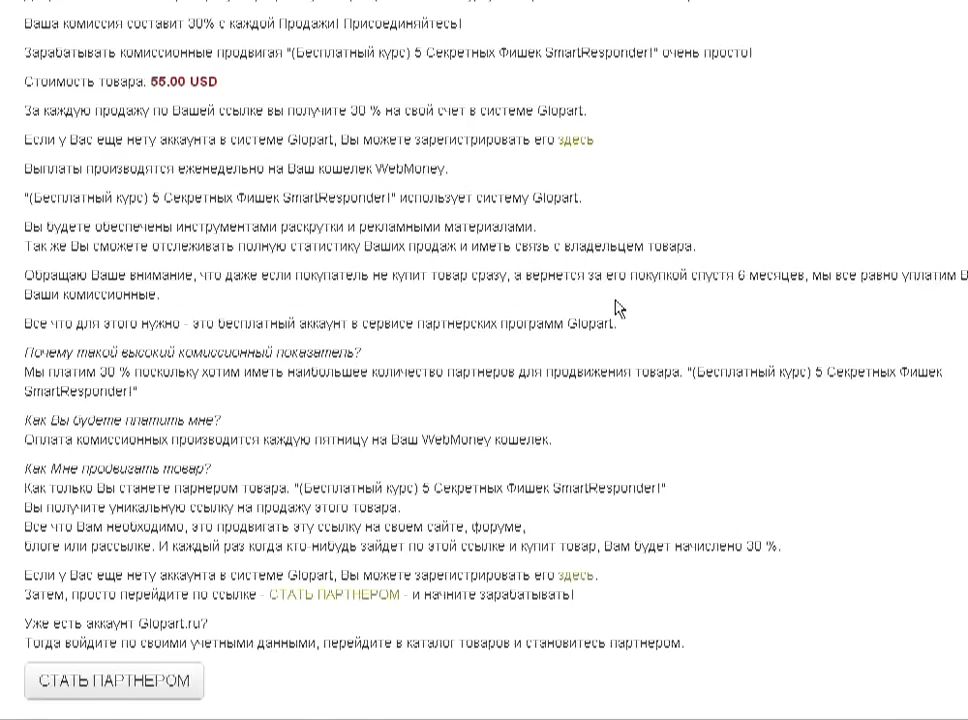 Ваша комиссия составит 30% с каждой Продажи! Присоединяйтесь!
Зарабатывать комиссионные продвигая "(Бесплатный курс) 5 Секретных Фишек SmartResponder!" очень просто!
Стоимость товара: 55.00 USD
За каждую продажу по Вашей ссылке вы получите 30 % на свой счет в системе Glopart.
Если у Вас еще нету аккаунта в системе Glopart, Вы можете зарегистрировать его здесь
Выплаты производятся еженедельно на Ваш кошелек WebMoney.
"(Бесплатный курс) 5 Секретных Фишек SmartResponder!" использует систему Glopart.
Вы будете обеспечены инструментами раскрутки и рекламными материалами.
Так же Вы сможете отслеживать полную статистику Ваших продаж и иметь связь с владельцем товара.
Обращаю Ваше внимание, что даже если покупатель не купит товар сразу, а вернется за его покупкой спустя 6 месяцев, мы все равно уплатим В
Ваши комиссионные.
Все что для этого нужно - это бесплатный аккаунт в сервисе партнерских программ Glopart.
Почему такой высокий комиссионный показатель?
Мы платим 30 % поскольку хотим иметь наибольшее количество партнеров для продвижения товара: "(Бесплатный курс) 5 Секретных Фишек
SmartResponder!"
Как Вы будете платить мне?
Оплата комиссионных производится каждую пятницу на Ваш WebMoney кошелек.
Как Мне продвигать товар?
Как только Вы станете парнером товара: "(Бесплатный курс) 5 Секретных Фишек SmartResponder!"
Вы получите уникальную ссылку на продажу этого товара.
Все что Вам необходимо, это продвигать эту ссылку на своем сайте, форуме,
блоге или рассылке. И каждый раз когда кто-нибудь зайдет по этой ссылке и купит товар, Вам будет начислено 30 %.
Если у Вас еще нету аккаунта в системе Glopart, Вы можете зарегистрировать его здесь.
Затем, просто перейдите по ссылке - СТАТЬ ПАРТНЕРОМ - и начните зарабатывать!
Уже есть аккаунт Glopart.ru?
Тогда войдите по своими учетными данными, перейдите в каталог товаров и становитесь партнером.
СТАТЬ ПАРТНЕРОМ